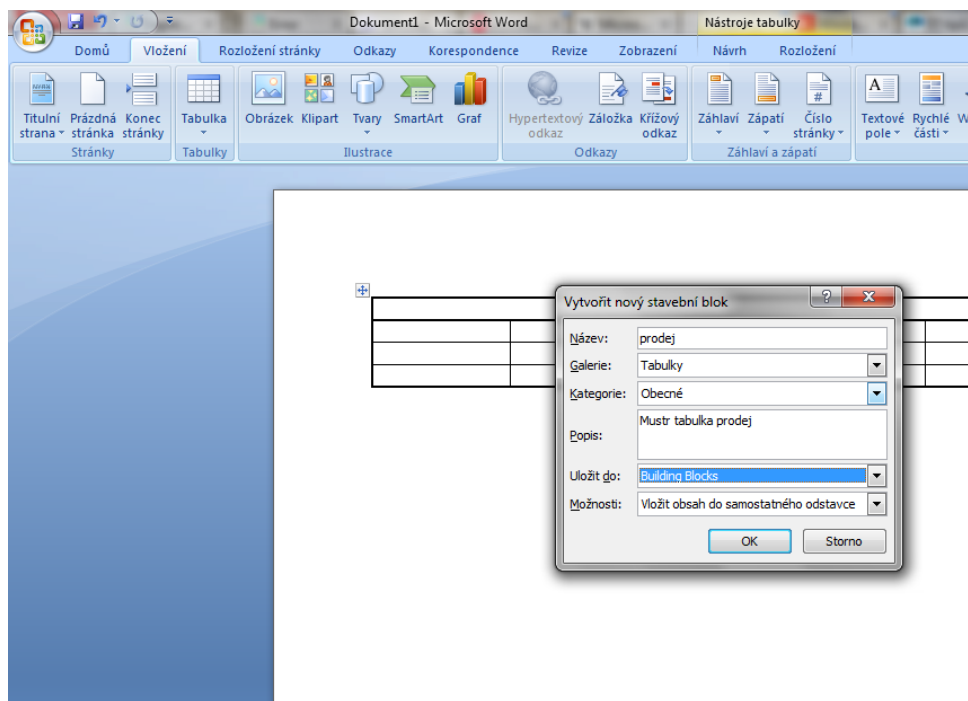 Dokument1 - Microsoft Word
Nástroje tabulky
Domů Vložení Rozložení stránky Odkazy Korespondence Revize Zobrazení Návrh Rozložení
Titulní strana
Prázdná stránka
Konec stránky
Tabulka
Obrázek
Klipart
Tvary
SmartArt
Graf
Hypertextový odkaz
Záložka
Křížový odkaz
Záhlaví
Zápatí
Číslo stránky
Textové pole
Rychlé části
Stránky Tabulky Ilustrace Odkazy Záhlaví a zápatí
Vytvořit nový stavební blok
Název: prodej
Galerie: Tabulky
Kategorie: Obecné
Popis: Mustr tabulka prodej
Uložit do: Building Blocks
Možnosti: Vložit obsah do samostatného odstavce
OK Storno